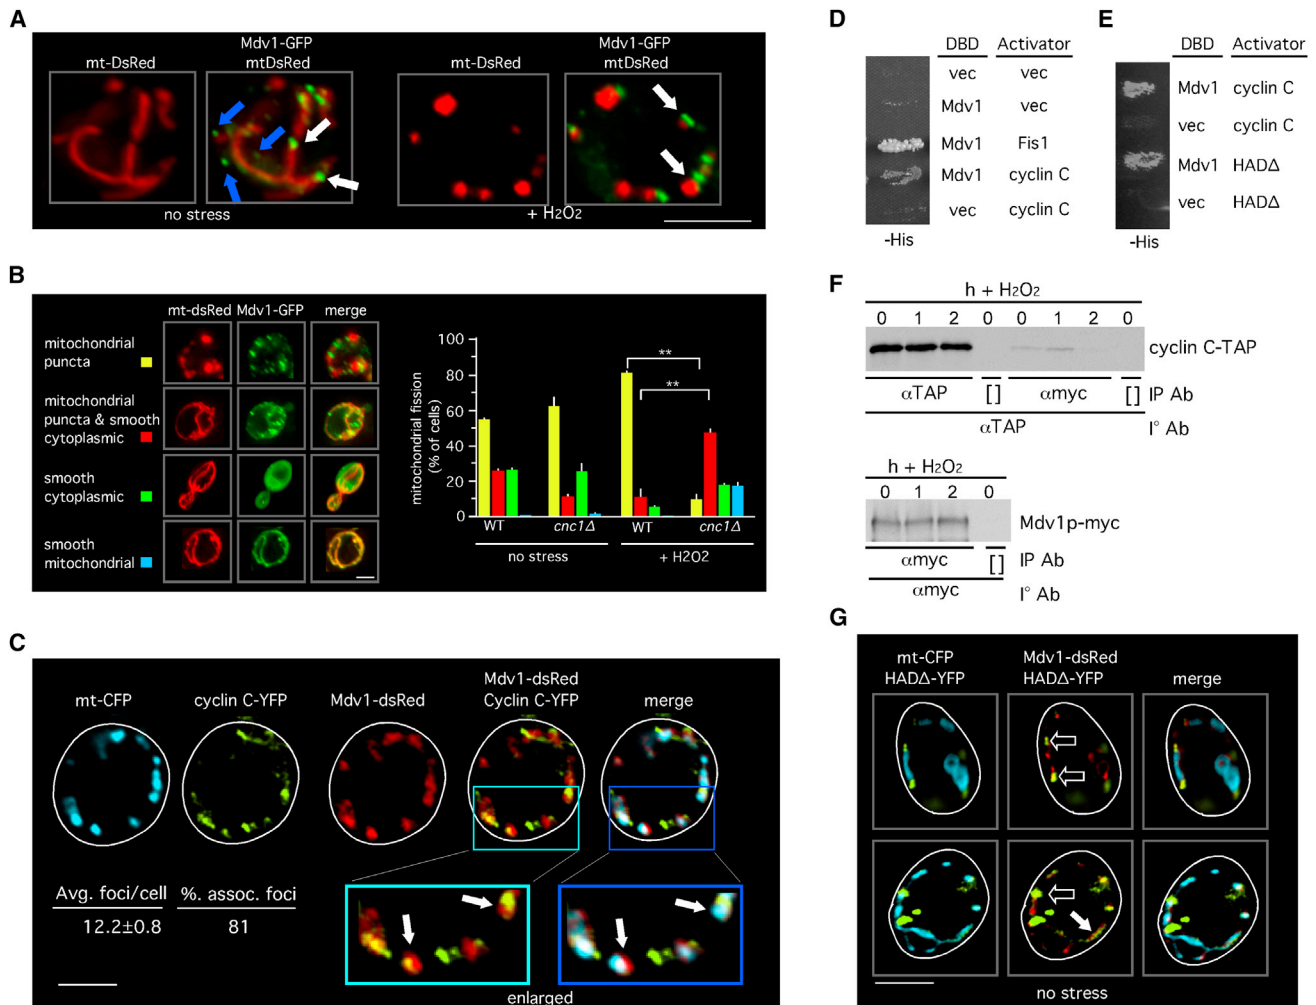 A
Mdv1-GFP
mt-DsRed
mtDsRed
Mdv1-GFP
mt-DsRed
mtDsRed
no stress
+ H2O2
B
mt-dsRed Mdv1-GFP merge
mitochondrial
puncta
mitochondrial
puncta & smooth
cytoplasmic
smooth
cytoplasmic
smooth
mitochondrial
mitochondrial fission
(% of cells)
100
80
60
40
20
0
**
**
WT cnc1Δ WT cnc1Δ
no stress + H2O2
C
mt-CFP
cyclin C-YFP
Mdv1-dsRed
Mdv1-dsRed
Cyclin C-YFP
merge
Avg. foci/cell %. assoc. foci
12.2±0.8 81
enlarged
D
DBD Activator
vec vec
Mdv1 vec
Mdv1 Fis1
Mdv1 cyclin C
vec cyclin C
-His
E
DBD Activator
Mdv1 cyclin C
vec cyclin C
Mdv1 HADΔ
vec HADΔ
-His
F
h + H2O2
0 1 2 0 0 1 2 0
cyclin C-TAP
αTAP [] αmyc [] IP Ab
αTAP I° Ab
h + H2O2
0 1 2 0
Mdv1p-myc
αmyc [] IP Ab
αmyc I° Ab
G
mt-CFP
HADΔ-YFP
Mdv1-dsRed
HADΔ-YFP
merge
no stress